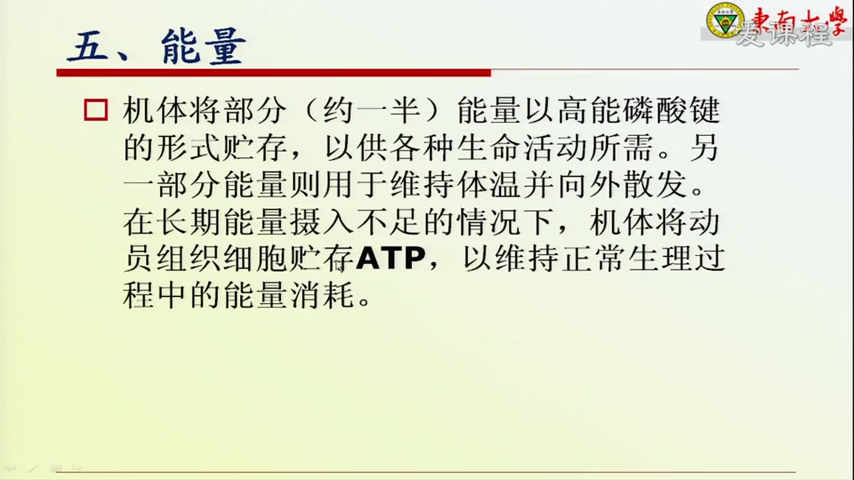 五、能量
東南大學
爱课程
机体将部分（约一半）能量以高能磷酸键
的形式贮存，以供各种生命活动所需。另
一部分能量则用于维持体温并向外散发。
在长期能量摄入不足的情况下，机体将动
员组织细胞贮存ATP，以维持正常生理过
程中的能量消耗。